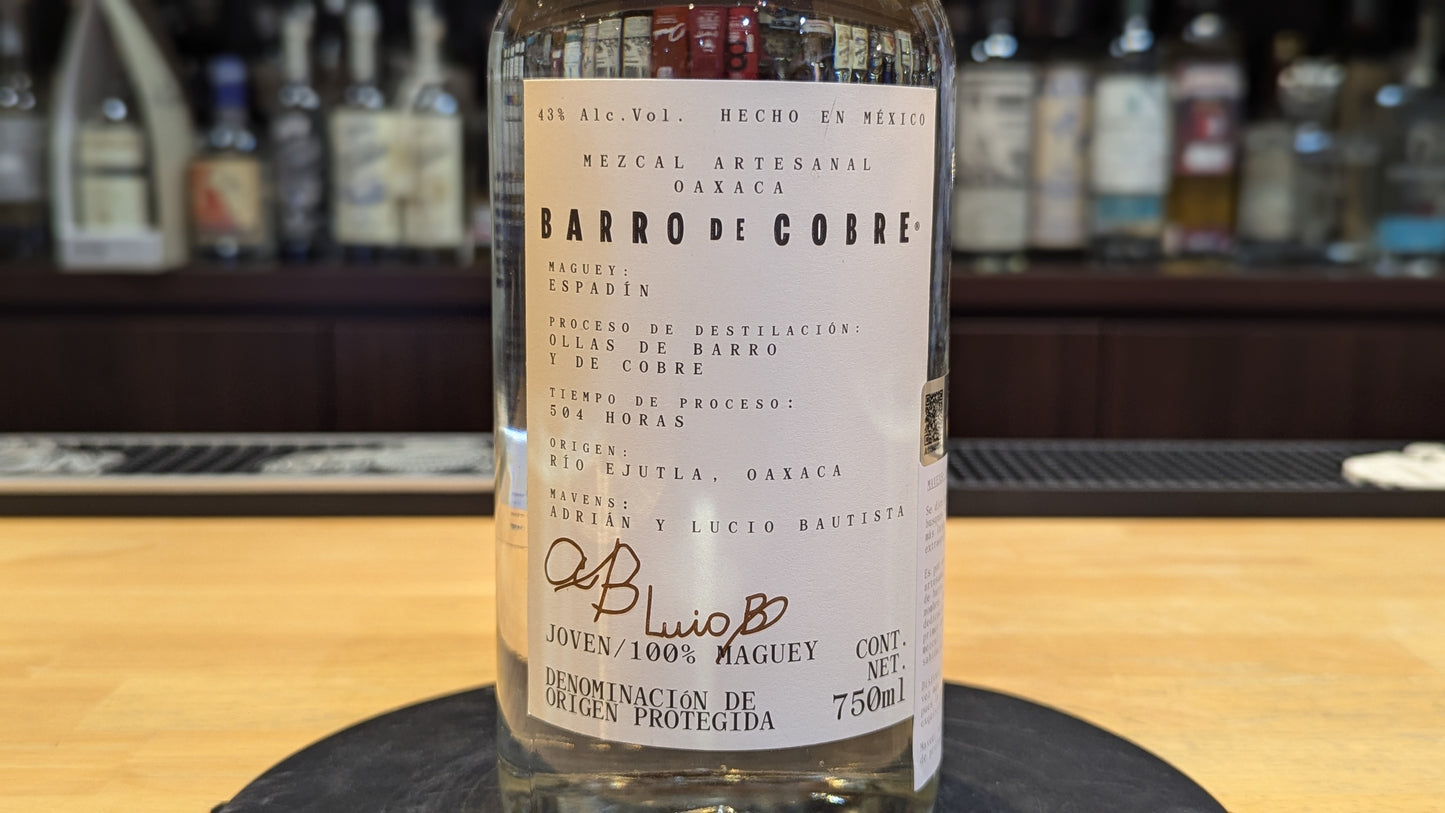 43% Alc.Vol. HECHO EN MÉXICO
MEZCAL ARTESANAL
OAXACA
BARRO DE COBRE®
MAGUEY:
ESPADÍN
PROCESO DE DESTILACIÓN:
OLLAS DE BARRO
Y DE COBRE
TIEMPO DE PROCESO:
504 HORAS
ORIGEN:
RÍO EJUTLA, OAXACA
MAVENS:
ADRIÁN Y LUCIO BAUTISTA
JOVEN/100% MAGUEY
CONT.
NET.
750ml
DENOMINACIÓN DE
ORIGEN PROTEGIDA